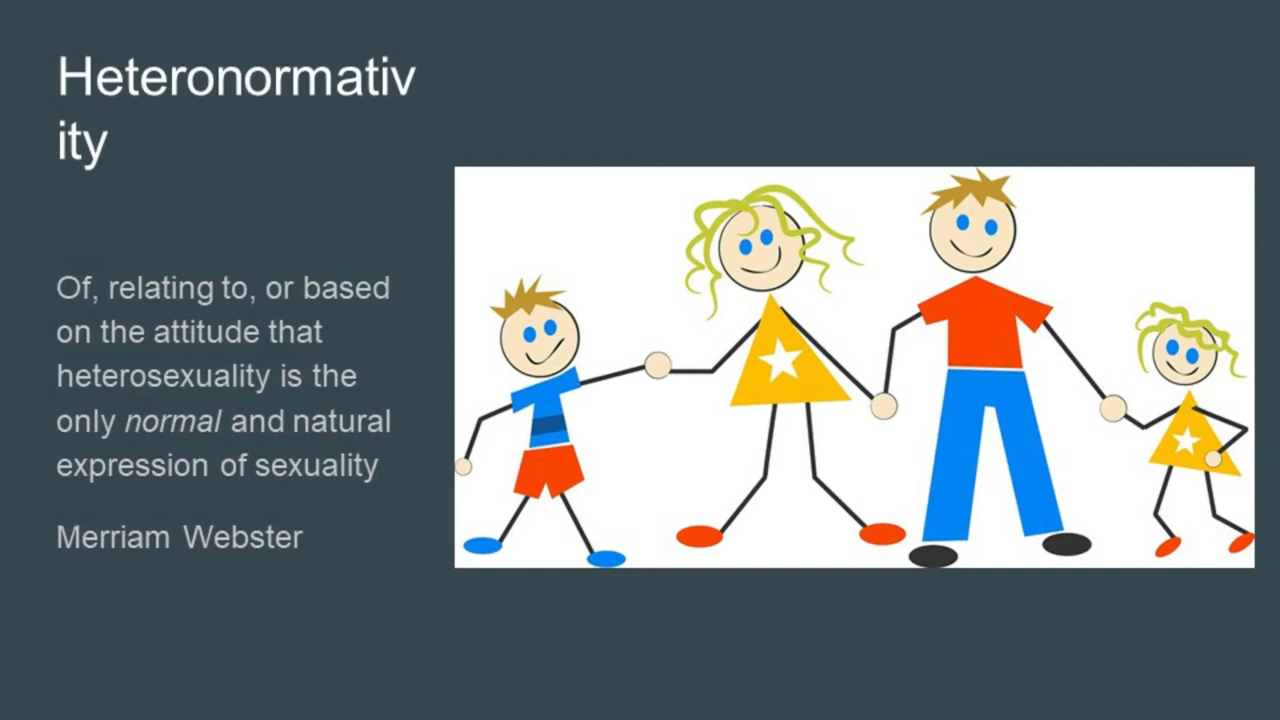 Heteronormativ
ity
Of, relating to, or based
on the attitude that
heterosexuality is the
only normal and natural
expression of sexuality
Merriam Webster